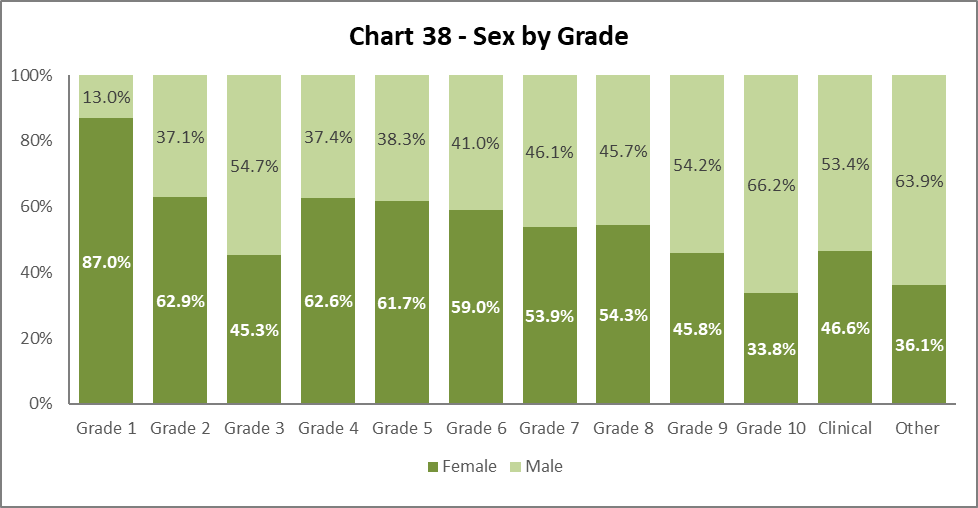 Chart 38 - Sex by Grade
100%
80%
60%
40%
20%
0%
13.0% 37.1% 54.7% 37.4% 38.3% 41.0% 46.1% 45.7% 54.2% 66.2% 53.4% 63.9%
87.0% 62.9% 45.3% 62.6% 61.7% 59.0% 53.9% 54.3% 45.8% 33.8% 46.6% 36.1%
Grade 1 Grade 2 Grade 3 Grade 4 Grade 5 Grade 6 Grade 7 Grade 8 Grade 9 Grade 10 Clinical Other
Female Male